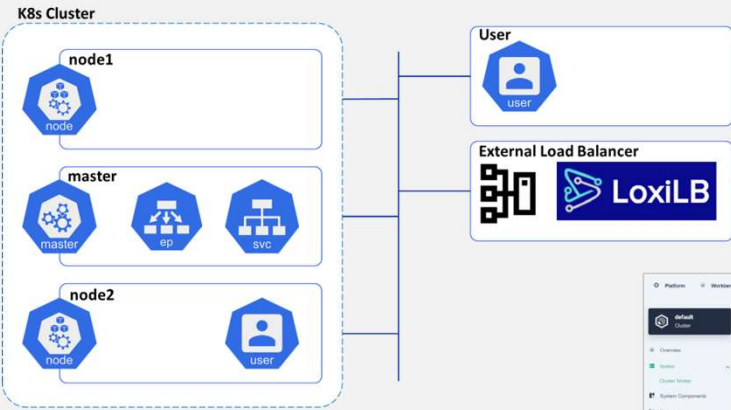 K8s Cluster
node1
node
master
master
ep
svc
node2
node
user
User
user
External Load Balancer
LoxiLB
Platform
default
Cluster
Overview
Nodes
Cluster Nodes
System Components